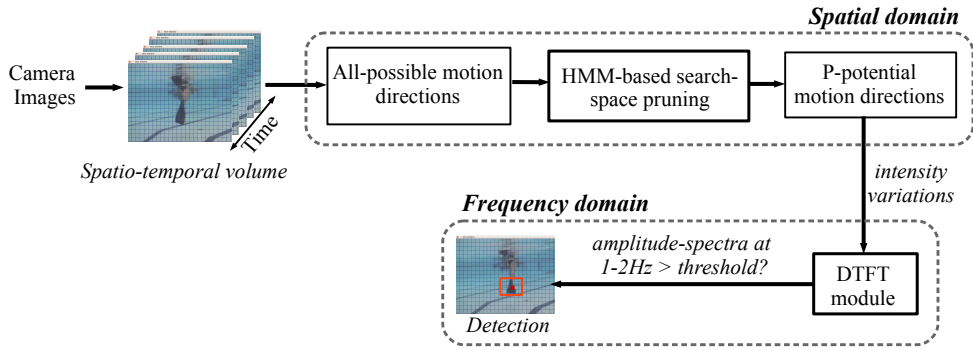 Spatial domain
Camera
Images
Time
Spatio-temporal volume
All-possible motion
directions
HMM-based search-
space pruning
P-potential
motion directions
intensity
variations
Frequency domain
amplitude-spectra at
1-2Hz > threshold?
DTFT
module
Detection